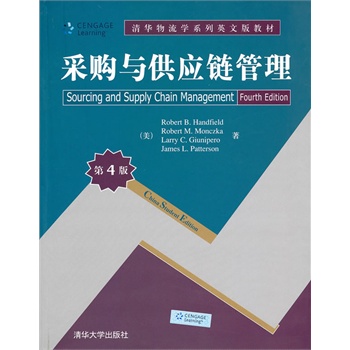 CENGAGE
Learning™
清华物流学系列英文版教材
采购与供应链管理
Sourcing and Supply Chain Management Fourth Edition
Robert B. Handfield
Robert M. Monczka
(美) 著
Larry C. Giunipero
James L. Patterson
第4版
China Student Edition
CENGAGE
Learning™
清华大学出版社